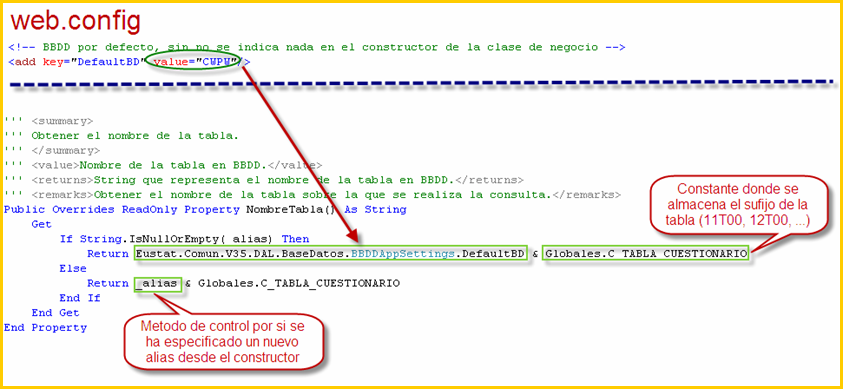 web.config
<!-- BBDD por defecto, sin no se indica nada en el constructor de la clase de negocio -->
<add key="DefaultBD" value="CWPW"/>
''' <summary>
''' Obtener el nombre de la tabla.
''' </summary>
''' <value>Nombre de la tabla en BBDD.</value>
''' <returns>String que representa el nombre de la tabla en BBDD.</returns>
''' <remarks>Obtener el nombre de la tabla sobre la que se realiza la consulta.</remarks>
Public Overrides ReadOnly Property NombreTabla() As String
Get
If String.IsNullOrEmpty(_alias) Then
Return Eustat.Comun.V35.DAL.BaseDatos.BBDDAppSettings.DefaultBD & Globales.C_TABLA_CUESTIONARIO
Else
Return _alias & Globales.C_TABLA_CUESTIONARIO
End If
End Get
End Property
Constante donde se
almacena el sufijo de la
tabla (11T00, 12T00, ...)
Metodo de control por si se
ha especificado un nuevo
alias desde el constructor